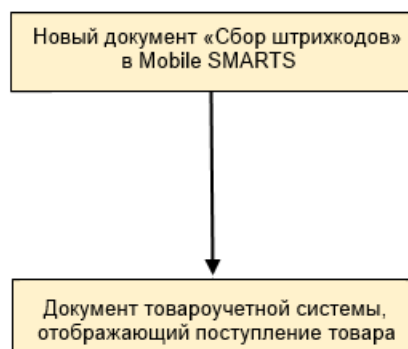 Новый документ «Сбор штрихкодов»
в Mobile SMARTS
Документ товароучетной системы,
отображающий поступление товара